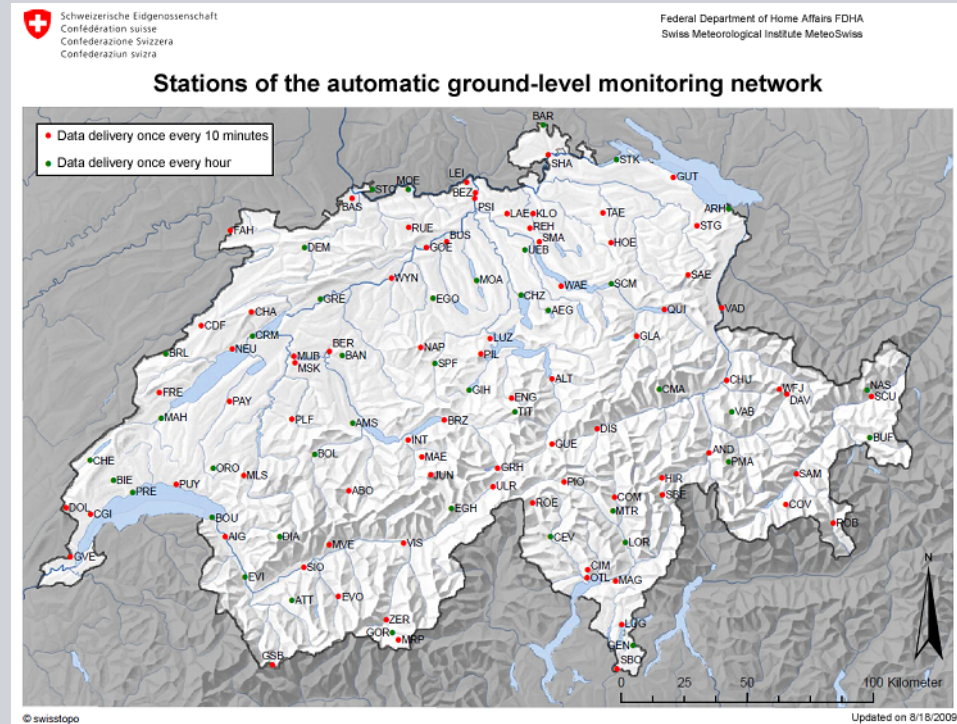 Schweizerische Eidgenossenschaft
Confédération suisse
Confederazione Svizzera
Confederaziun svizra
Federal Department of Home Affairs FDHA
Swiss Meteorological Institute MeteoSwiss
Stations of the automatic ground-level monitoring network
Data delivery once every 10 minutes
Data delivery once every hour
BAR
SHA
STK
GUT
LEI
MOE
STC
BAS
BEZ
PSI
LAE
KLO
TAE
ARH
STG
FAH
RUE
BUS
REH
SMA
GOE
DEM
UEB
HOE
WYN
MOA
WAE
SCM
SAE
GRE
EGO
CHZ
AEG
QUI
VAD
CHA
CDF
CRM
NEU
LUZ
GLA
BRL
BER
BAN
MUB
MSK
NAP
PIL
SPF
FRE
PAY
GIH
ALT
CMA
CHU
WFJ
DAV
NAS
SCU
MAH
ENG
TIT
VAB
PLF
AMS
BRZ
DIS
BUF
INT
GUE
CHE
BOL
MAE
AND
PMA
ORO
MLS
JUN
GRH
BIE
PUY
PIO
HIR
SAM
PRE
ABO
ULR
COM
SBE
DOL
CGI
EGH
ROE
MTR
COV
BOU
ROB
AIG
DIA
MVE
VIS
CEV
LOR
GVE
SIO
CIM
OTL
MAG
EVI
ATT
EVO
ZER
LUG
GOR
MRP
GEN
GSB
SBO
N
0
25
50
100 Kilometer
© swisstopo
Updated on 8/18/2009